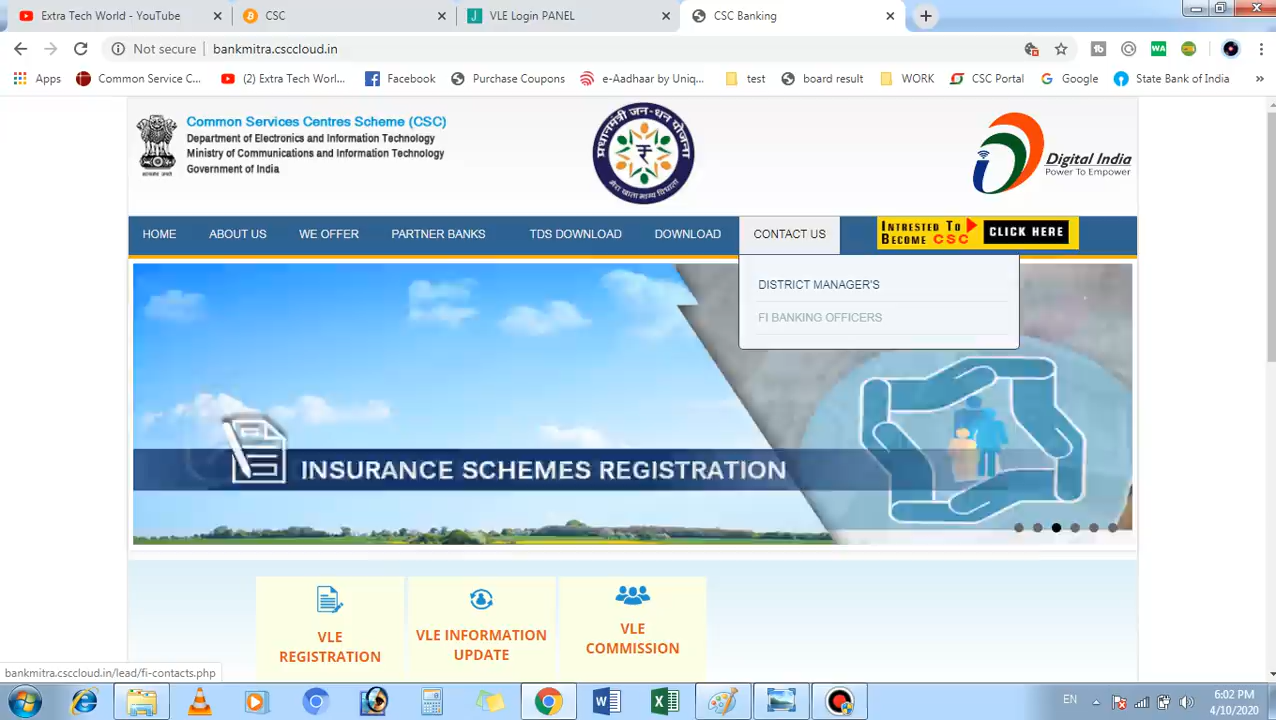 Extra Tech World - YouTube
CSC
VLE Login PANEL
CSC Banking
Not secure
bankmitra.csccloud.in
Apps
Common Service C...
(2) Extra Tech Worl...
Facebook
Purchase Coupons
e-Aadhaar by Uniq...
test
board result
WORK
CSC Portal
Google
State Bank of India
»
Common Services Centres Scheme (CSC)
Department of Electronics and Information Technology
Ministry of Communications and Information Technology
Government of India
प्रधानमंत्री जन-धन योजना
मेरा खाता भाग्य विधाता
Digital India
Power To Empower
HOME
ABOUT US
WE OFFER
PARTNER BANKS
TDS DOWNLOAD
DOWNLOAD
CONTACT US
INTRESTED TO
BECOME CSC
CLICK HERE
DISTRICT MANAGER'S
FI BANKING OFFICERS
INSURANCE SCHEMES REGISTRATION
VLE
REGISTRATION
VLE INFORMATION
UPDATE
VLE
COMMISSION
bankmitra.csccloud.in/lead/fi-contacts.php
EN
6:02 PM
4/10/2020